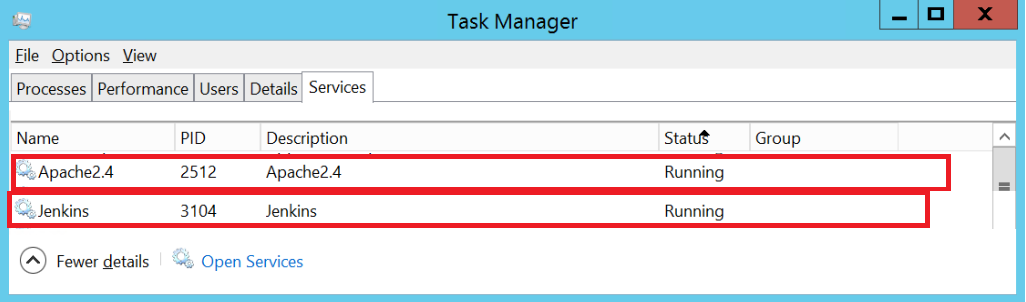 Task Manager
File Options View
Processes Performance Users Details Services
Name PID Description Status Group
Apache2.4 2512 Apache2.4 Running
Jenkins 3104 Jenkins Running
Fewer details Open Services